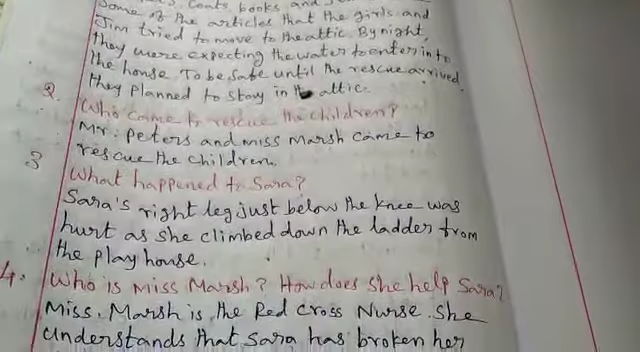 Coats, books, and
Some of the articles that the girls and
Jim tried to move to the attic. By night,
they were expecting the water to enter into
the house To be safe until the rescue arrived
they planned to stay in the attic.
2. Who came to rescue the children?
Mr. Peters and miss Marsh came to
rescue the children.
3 What happened to Sara?
Sara's right leg just below the knee was
hurt as she climbed down the ladder from
the play house.
4. Who is Miss Marsh? How does she help Sara?
Miss. Marsh is the Red cross Nurse. She
understands that Sara has broken her